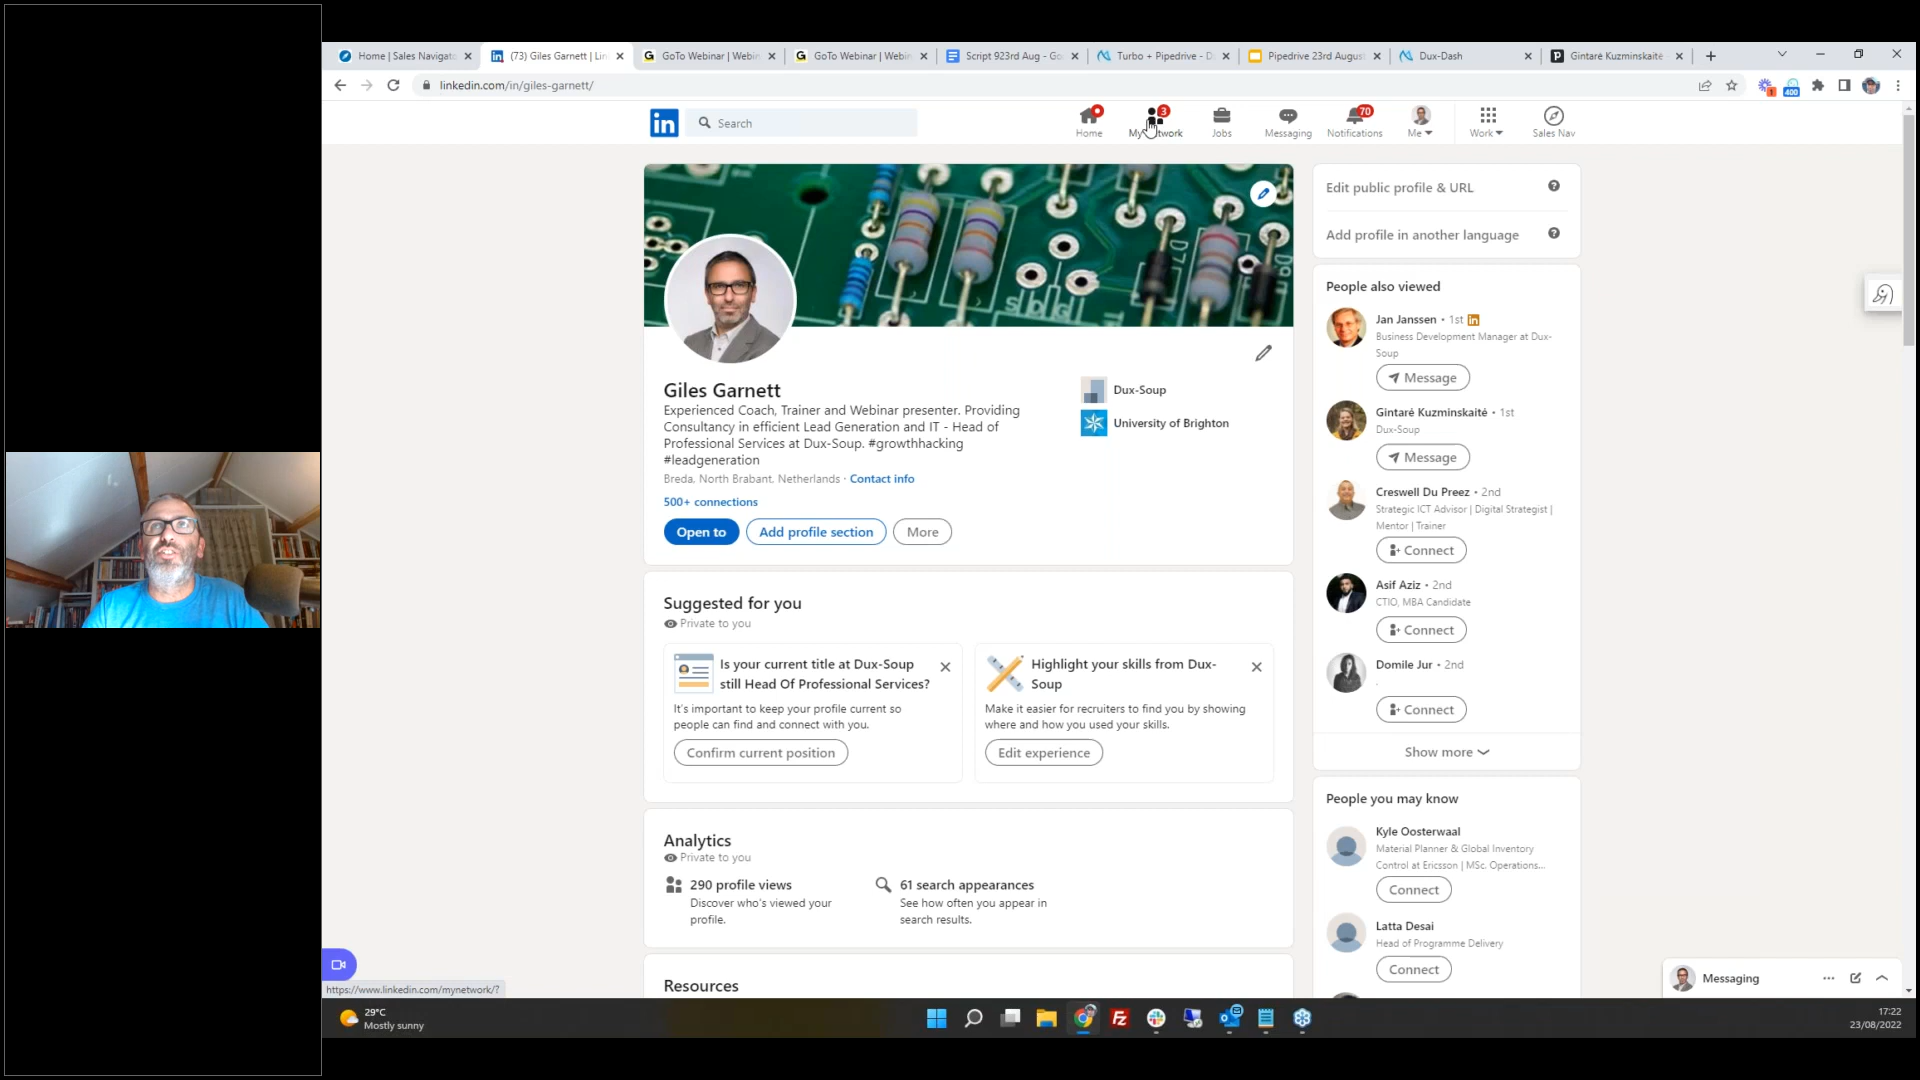 Home | Sales Navigato
(73) Giles Garnett | Lin
GoTo Webinar | Webin
GoTo Webinar | Webin
Script 923rd Aug - Go
Turbo + Pipedrive - D
Pipedrive 23rd August
Dux-Dash
Gintarė Kuzminskaitė -
linkedin.com/in/giles-garnett/
1
400
in
Search
Home
3
My Network
Jobs
Messaging
70
Notifications
Me
Work
Sales Nav
Giles Garnett
Experienced Coach, Trainer and Webinar presenter. Providing
Consultancy in efficient Lead Generation and IT - Head of
Professional Services at Dux-Soup. #growthhacking
#leadgeneration
Breda, North Brabant, Netherlands · Contact info
500+ connections
Open to
Add profile section
More
Dux-Soup
University of Brighton
Suggested for you
Private to you
Is your current title at Dux-Soup
still Head Of Professional Services?
It's important to keep your profile current so
people can find and connect with you.
Confirm current position
Highlight your skills from Dux-
Soup
Make it easier for recruiters to find you by showing
where and how you used your skills.
Edit experience
Analytics
Private to you
290 profile views
Discover who's viewed your
profile.
61 search appearances
See how often you appear in
search results.
Resources
Edit public profile & URL
Add profile in another language
People also viewed
Jan Janssen • 1st in
Business Development Manager at Dux-
Soup
Message
Gintarė Kuzminskaitė • 1st
Dux-Soup
Message
Creswell Du Preez • 2nd
Strategic ICT Advisor | Digital Strategist |
Mentor | Trainer
Connect
Asif Aziz • 2nd
CTIO, MBA Candidate
Connect
Domile Jur • 2nd
.
Connect
Show more
People you may know
Kyle Oosterwaal
Material Planner & Global Inventory
Control at Ericsson | MSc. Operations...
Connect
Latta Desai
Head of Programme Delivery
Connect
Messaging
https://www.linkedin.com/mynetwork/?
29°C
Mostly sunny
17:22
23/08/2022